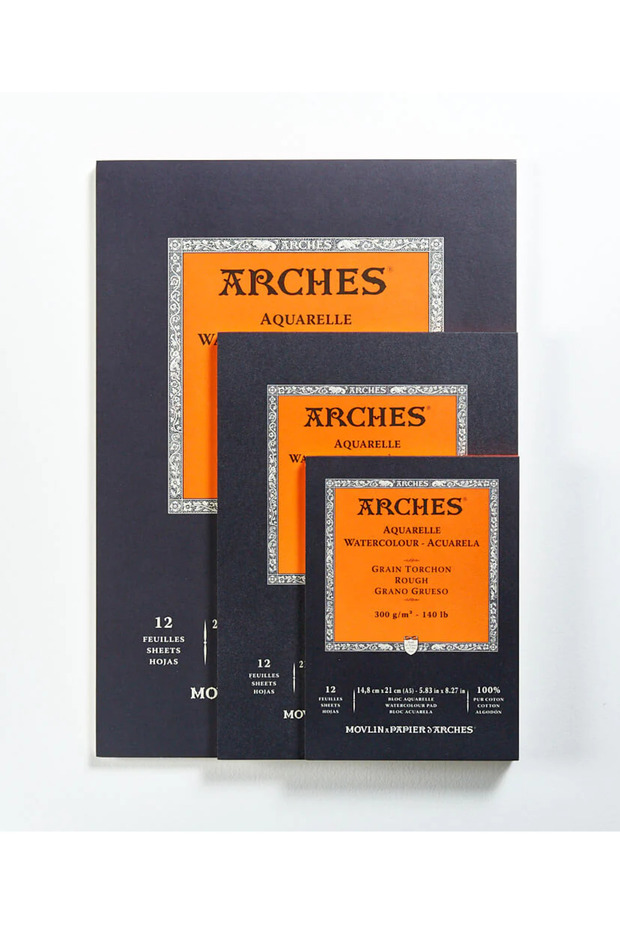 ARCHES
ARCHES®
AQUARELLE
12
FEUILLES
SHEETS
HOJAS
ARCHES
ARCHES®
AQUARELLE
12
FEUILLES
SHEETS
HOJAS
ARCHES
ARCHES®
AQUARELLE
WATERCOLOUR - ACUARELA
GRAIN TORCHON
ROUGH
GRANO GRUESO
300 g/m² - 140 lb
12
FEUILLES
SHEETS
HOJAS
14,8 cm x 21 cm (A5) - 5.83 in x 8.27 in
BLOC AQUARELLE
WATERCOLOUR PAD
BLOC ACUARELA
100%
PUR COTON
COTTON
ALGODÓN
MOVLIN & PAPIER d'ARCHES